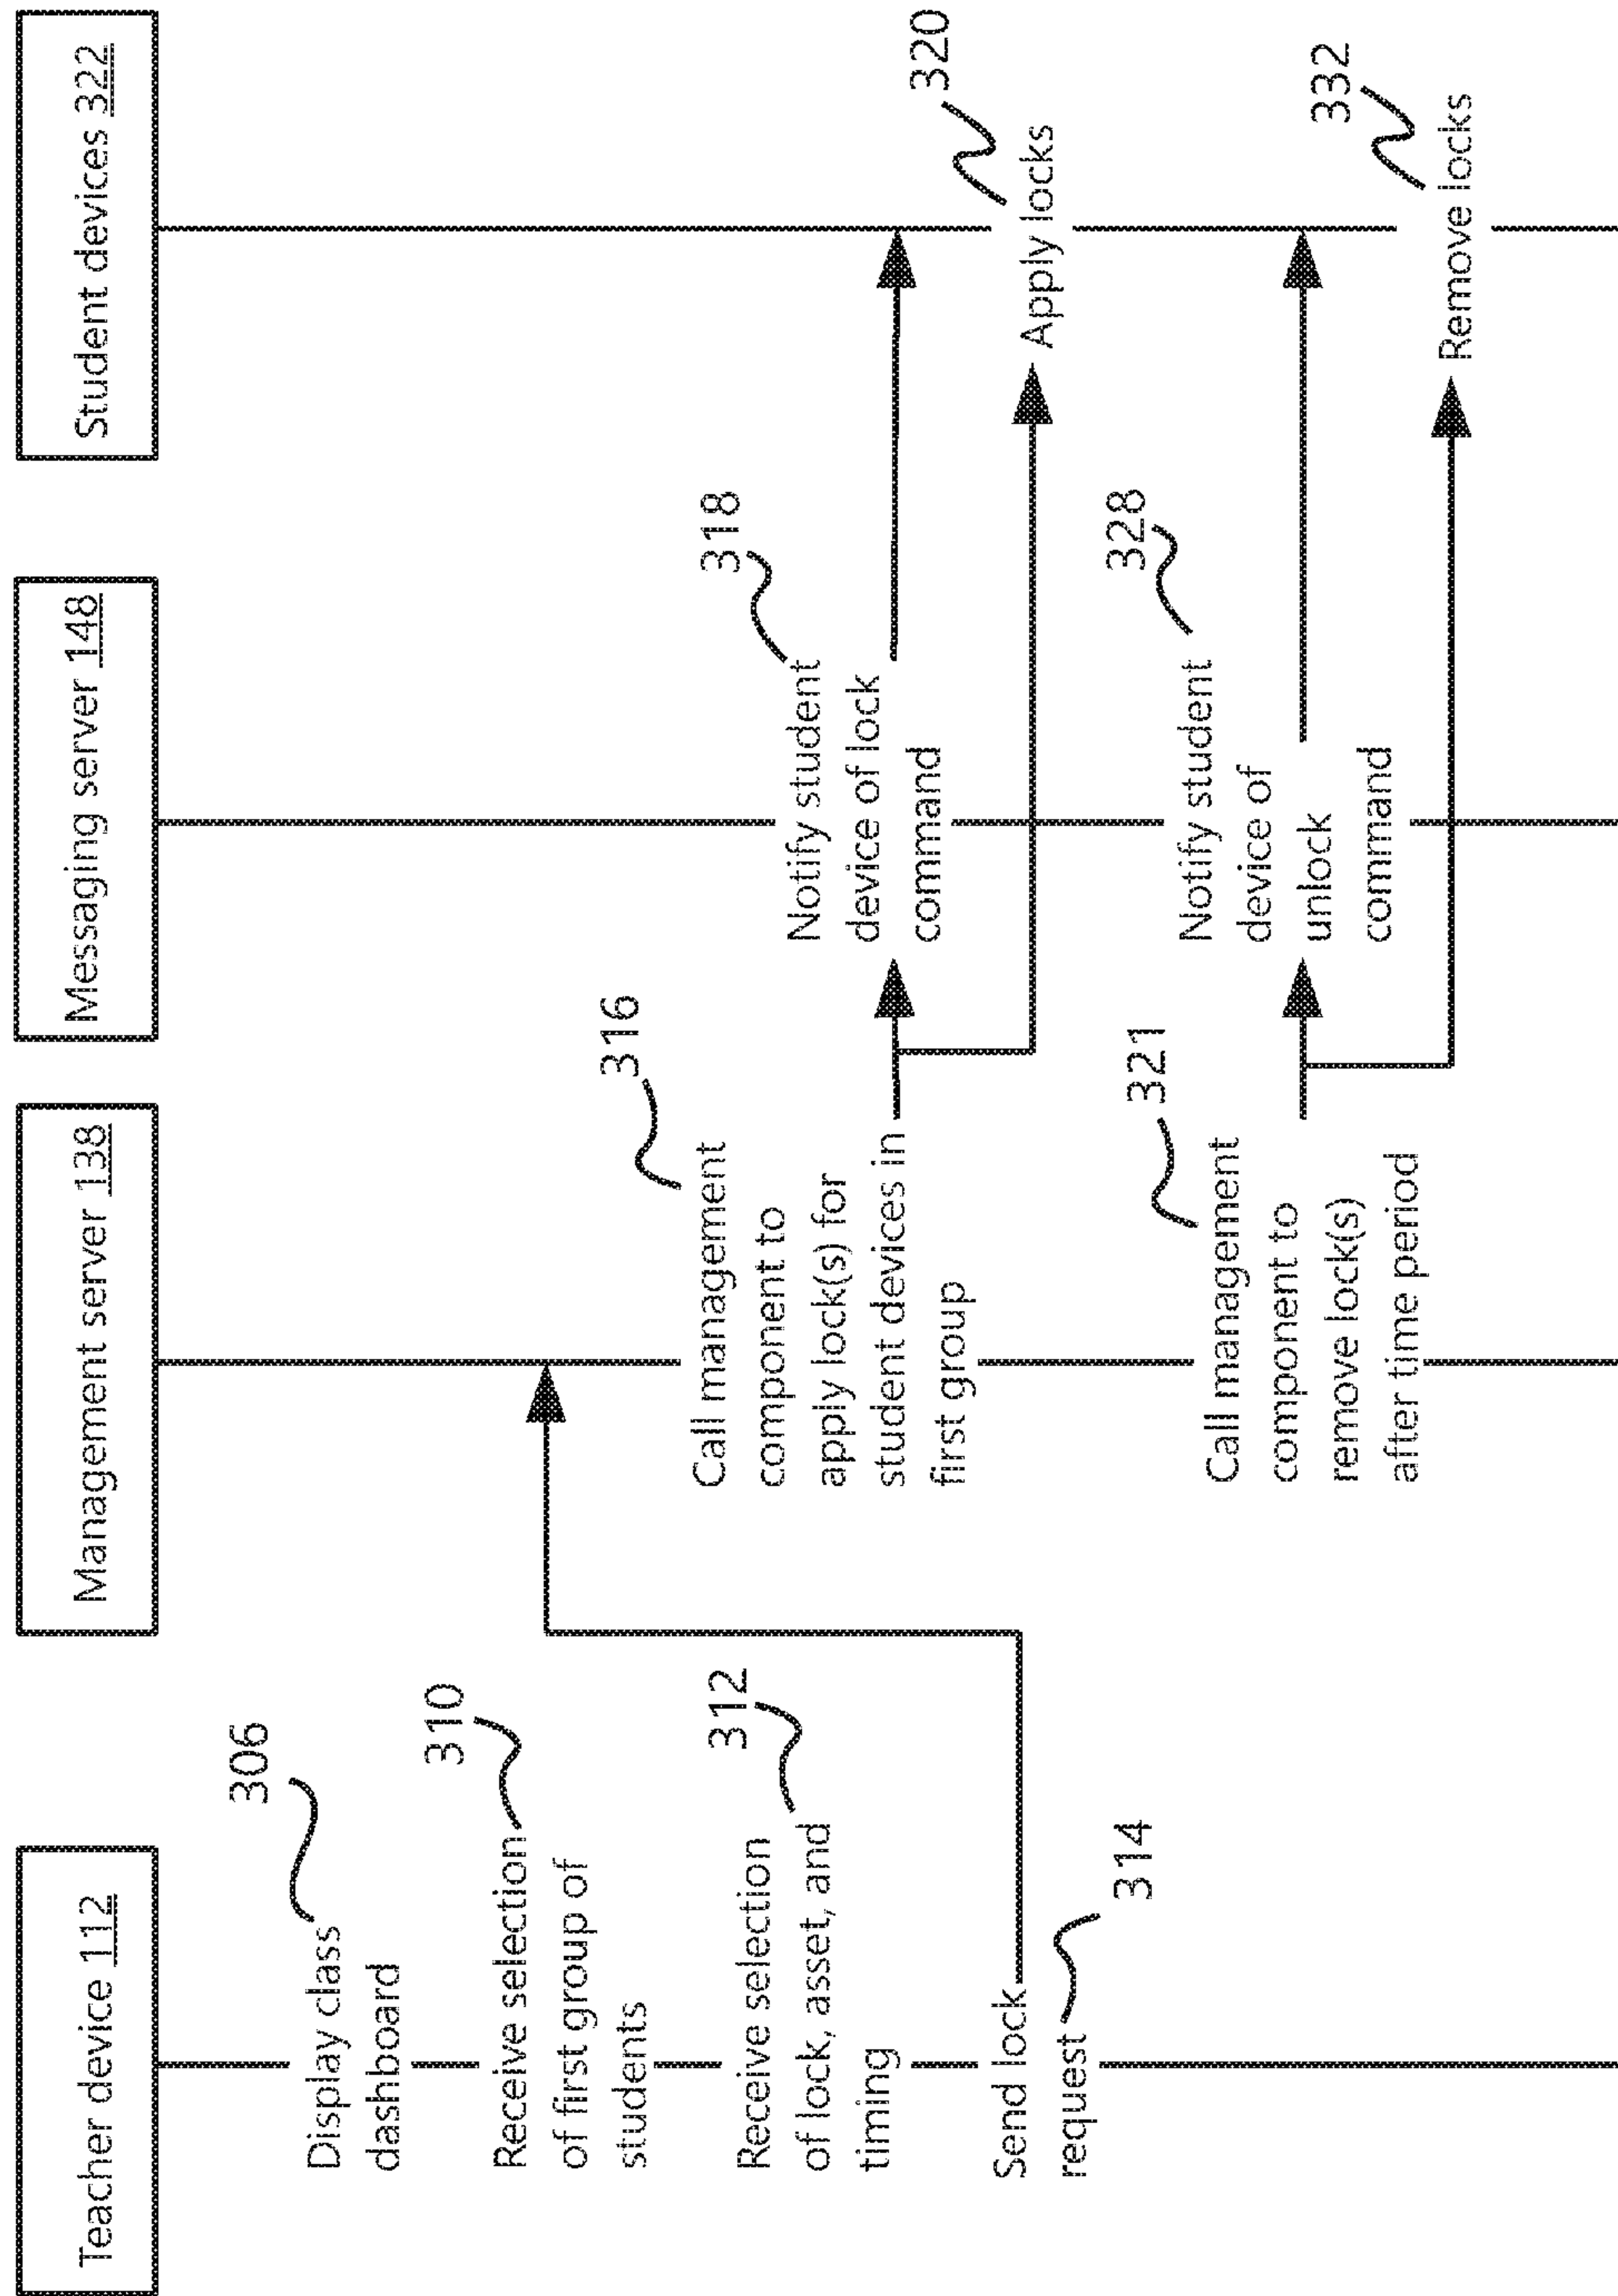 Teacher device 112
Management server 138
Messaging server 148
Student devices 322
306
Display class
dashboard
310
Receive selection
of first group of
students
312
Receive selection
of lock, asset, and
timing
Send lock
request
314
316
Call management
component to
apply lock(s) for
student devices in
first group
318
Notify student
device of lock
command
320
Apply locks
321
Call management
component to
remove lock(s)
after time period
328
Notify student
device of
unlock
command
332
Remove locks